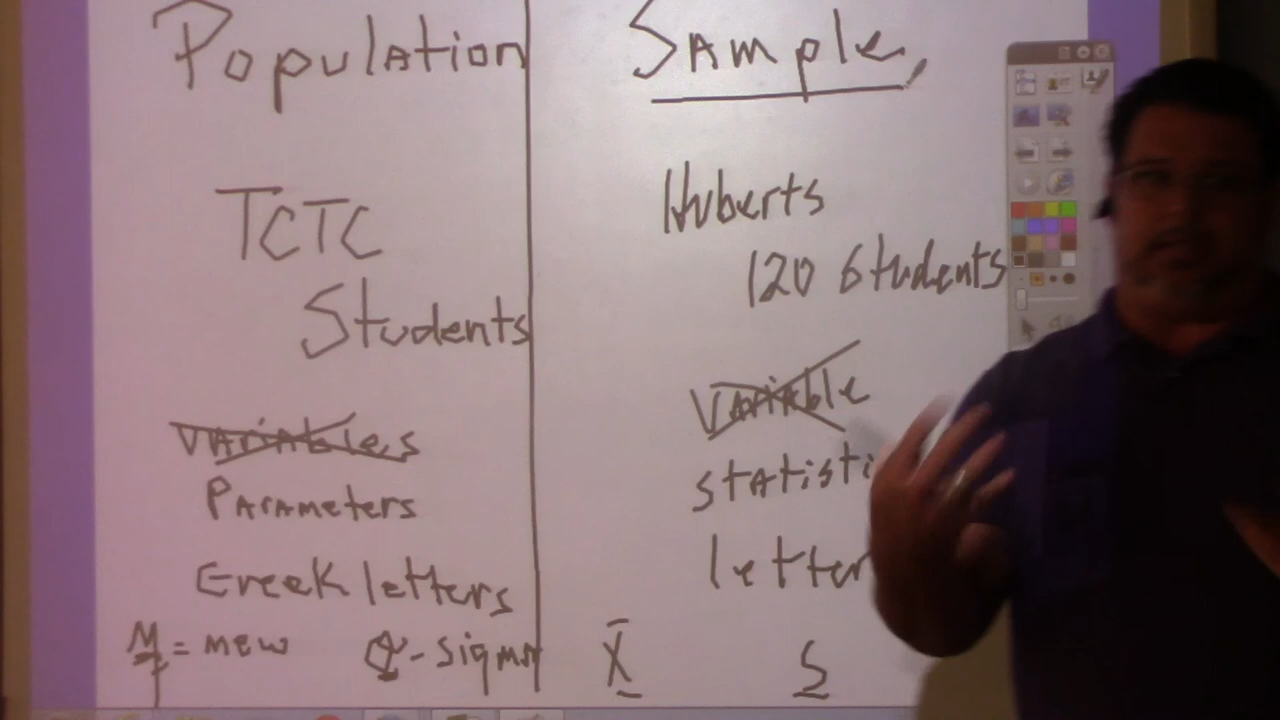 Population
Sample
TCTC
Students
Huberts
120 Students
Variables
Parameters
Greek letters
μ = mew
σ - sigma
Variable
statisti
letter
X̄
S